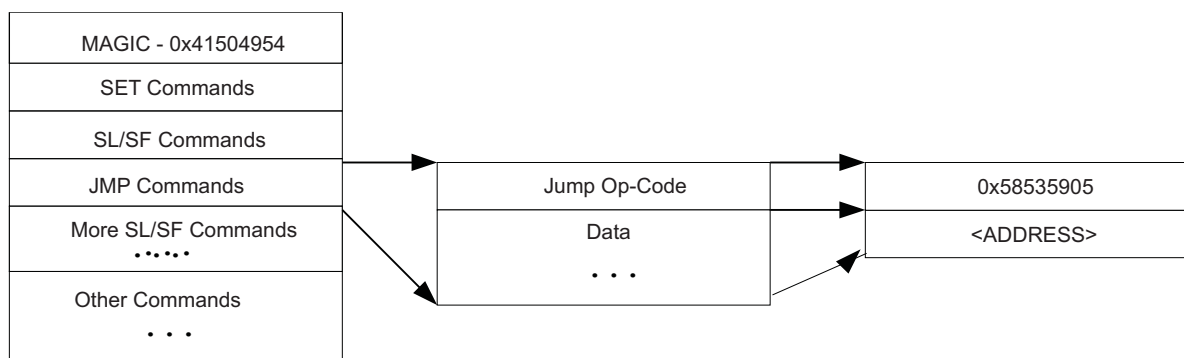 MAGIC - 0x41504954
SET Commands
SL/SF Commands
JMP Commands
More SL/SF Commands
.....
Other Commands
. . .
Jump Op-Code
Data
. . .
0x58535905
<ADDRESS>